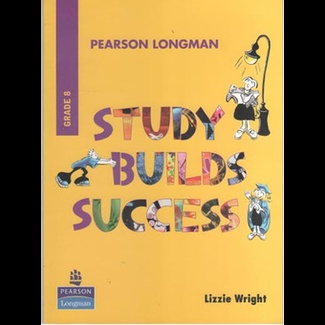 PEARSON LONGMAN
GRADE 8
STUDY
BUILDS
SUCCESS
PEARSON
Longman
Lizzie Wright